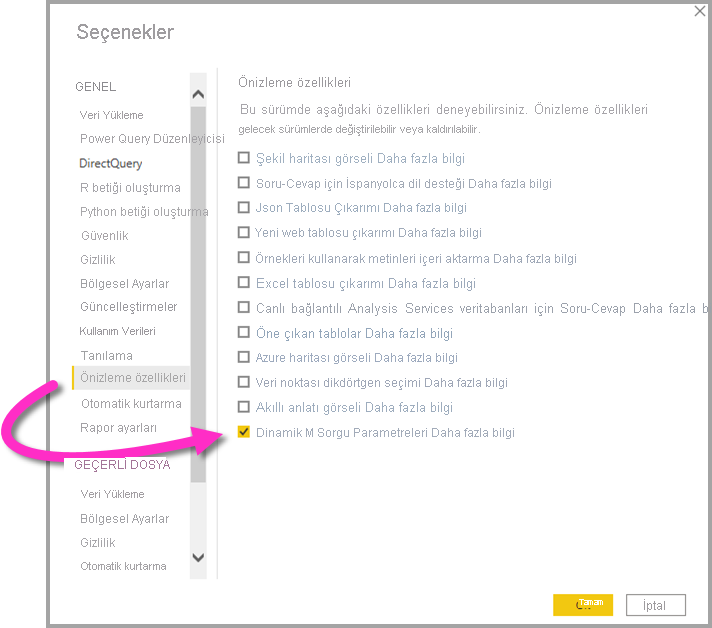 Seçenekler
GENEL
Veri Yükleme
Power Query Düzenleyicisi
DirectQuery
R betiği oluşturma
Python betiği oluşturma
Güvenlik
Gizlilik
Bölgesel Ayarlar
Güncelleştirmeler
Kullanım Verileri
Tanılama
Önizleme özellikleri
Otomatik kurtarma
Rapor ayarları
GEÇERLİ DOSYA
Veri Yükleme
Bölgesel Ayarlar
Gizlilik
Otomatik kurtarma
Önizleme özellikleri
Bu sürümde aşağıdaki özellikleri deneyebilirsiniz. Önizleme özellikleri
gelecek sürümlerde değiştirilebilir veya kaldırılabilir.
Şekil haritası görseli Daha fazla bilgi
Soru-Cevap için İspanyolca dil desteği Daha fazla bilgi
Json Tablosu Çıkarımı Daha fazla bilgi
Yeni web tablosu çıkarımı Daha fazla bilgi
Örnekleri kullanarak metinleri içeri aktarma Daha fazla bilgi
Excel tablosu çıkarımı Daha fazla bilgi
Canlı bağlantılı Analysis Services veritabanları için Soru-Cevap Daha fazla b
Öne çıkan tablolar Daha fazla bilgi
Azure haritası görseli Daha fazla bilgi
Veri noktası dikdörtgen seçimi Daha fazla bilgi
Akıllı anlatı görseli Daha fazla bilgi
Dinamik M Sorgu Parametreleri Daha fazla bilgi
Tamam
İptal